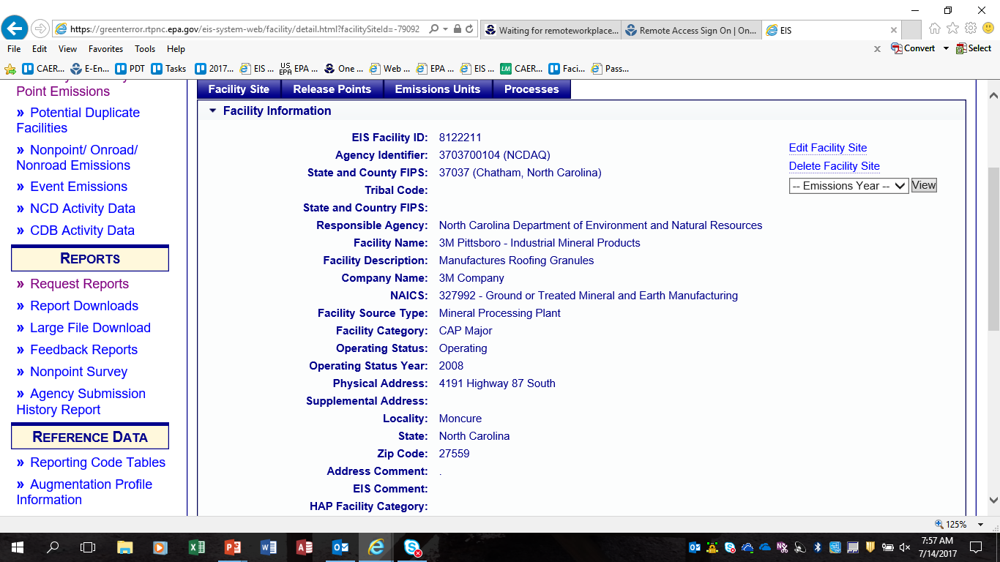 https://greenterror.rtpnc.epa.gov/eis-system-web/facility/detail.html?facilitySiteId=-79092
Waiting for remoteworkplace...
Remote Access Sign On | On...
EIS
File Edit View Favorites Tools Help
Convert Select
CAER... E-En... PDT Tasks 2017... EIS ... US EPA EPA ... One ... Web ... EPA ... EIS ... LM CAER... Faci... Pass...
Point Emissions
» Potential Duplicate
Facilities
» Nonpoint/ Onroad/
Nonroad Emissions
» Event Emissions
» NCD Activity Data
» CDB Activity Data
REPORTS
» Request Reports
» Report Downloads
» Large File Download
» Feedback Reports
» Nonpoint Survey
» Agency Submission
History Report
REFERENCE DATA
» Reporting Code Tables
» Augmentation Profile
Information
Facility Site Release Points Emissions Units Processes
Facility Information
EIS Facility ID: 8122211
Agency Identifier: 3703700104 (NCDAQ)
State and County FIPS: 37037 (Chatham, North Carolina)
Tribal Code:
State and Country FIPS:
Responsible Agency: North Carolina Department of Environment and Natural Resources
Facility Name: 3M Pittsboro - Industrial Mineral Products
Facility Description: Manufactures Roofing Granules
Company Name: 3M Company
NAICS: 327992 - Ground or Treated Mineral and Earth Manufacturing
Facility Source Type: Mineral Processing Plant
Facility Category: CAP Major
Operating Status: Operating
Operating Status Year: 2008
Physical Address: 4191 Highway 87 South
Supplemental Address:
Locality: Moncure
State: North Carolina
Zip Code: 27559
Address Comment: .
EIS Comment:
HAP Facility Category:
Edit Facility Site
Delete Facility Site
-- Emissions Year -- View
125%
7:57 AM
7/14/2017